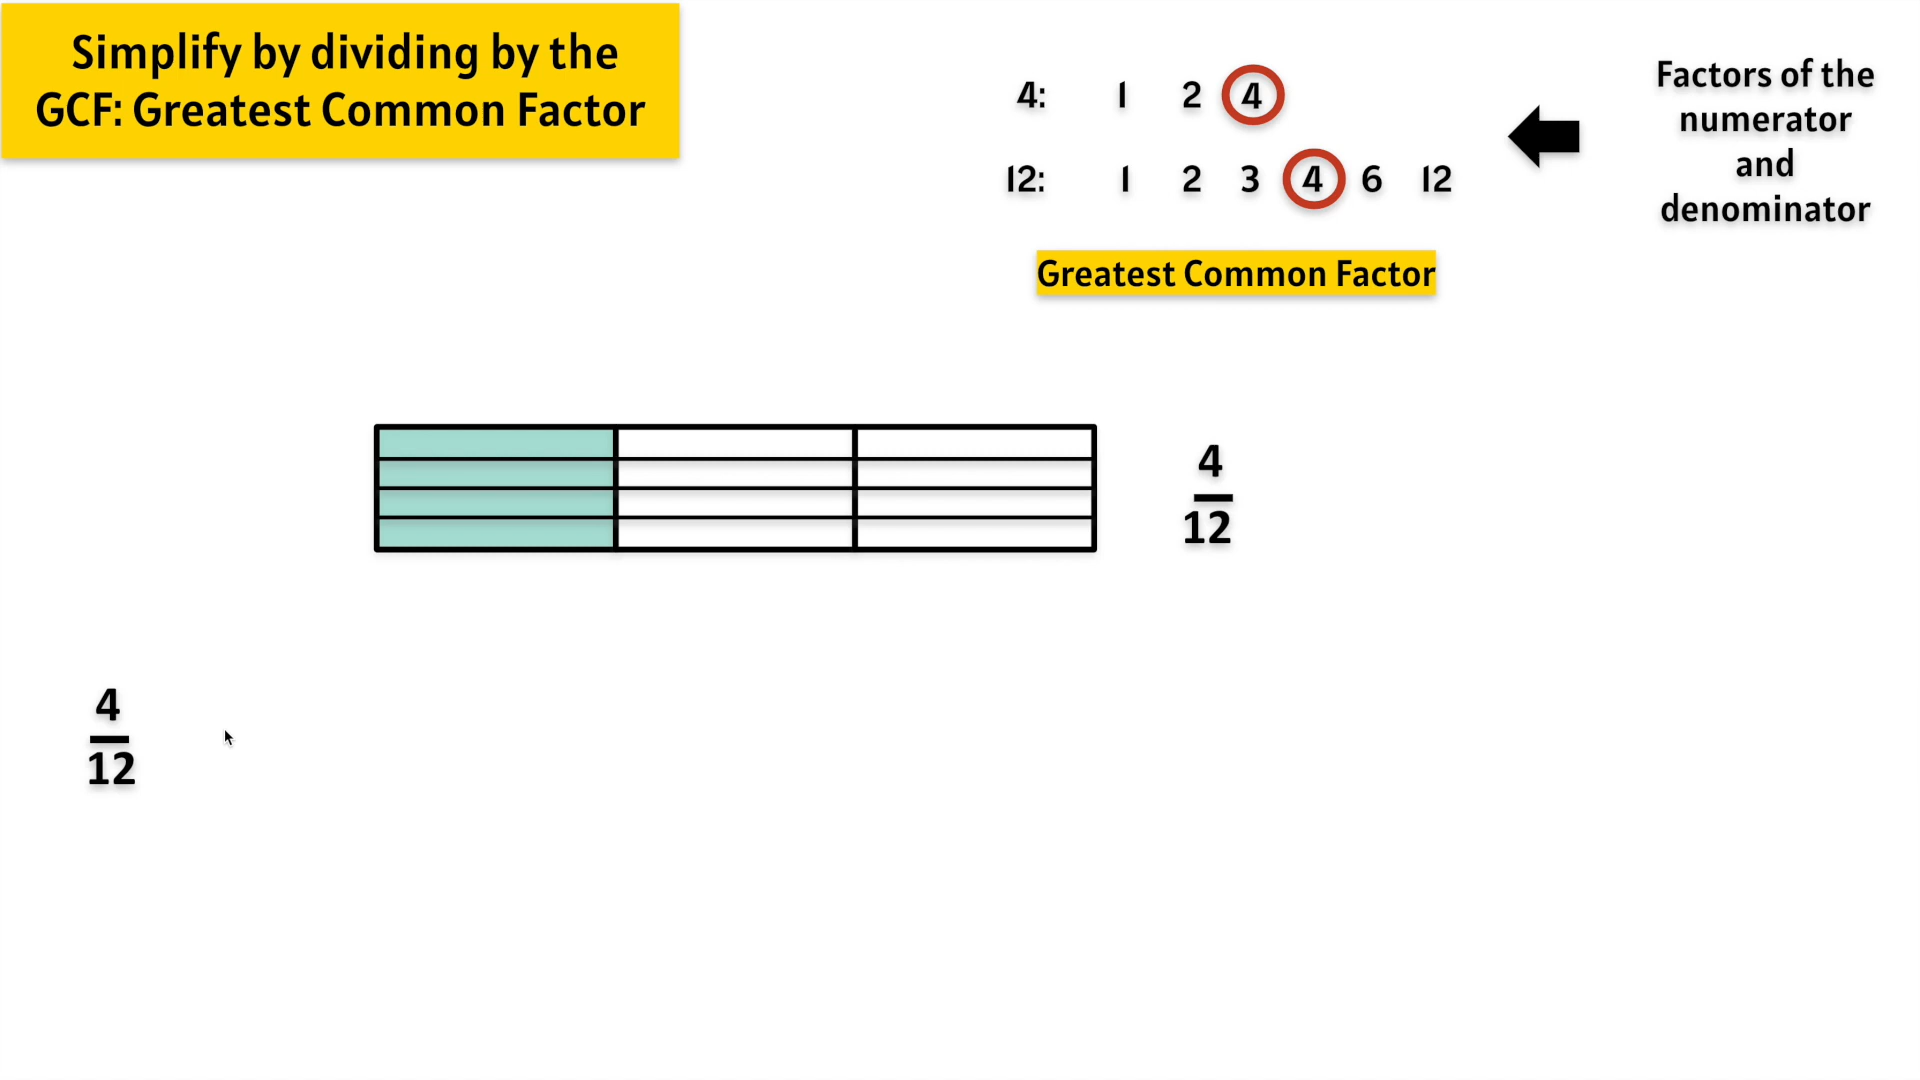 Simplify by dividing by the
GCF: Greatest Common Factor
4: 1 2 4
12: 1 2 3 4 6 12
Factors of the
numerator
and
denominator
Greatest Common Factor
4
12
4
12